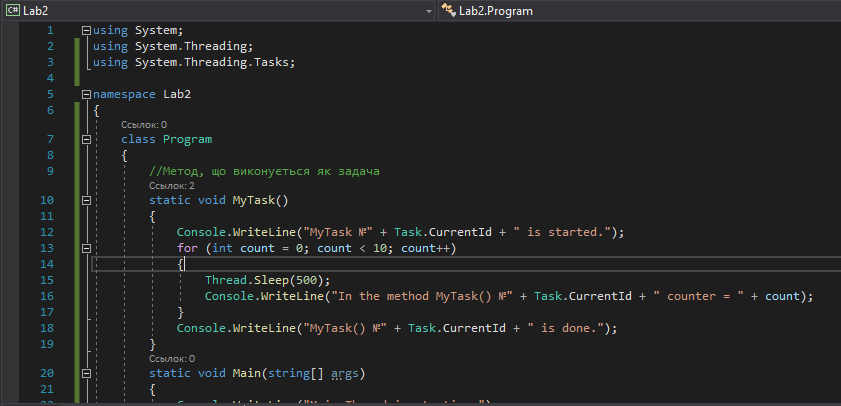 C# Lab2
Lab2.Program
1 using System;
2 using System.Threading;
3 using System.Threading.Tasks;
4
5 namespace Lab2
6 {
Ссылок: 0
7 class Program
8 {
9 //Метод, що виконується як задача
Ссылок: 2
10 static void MyTask()
11 {
12 Console.WriteLine("MyTask №" + Task.CurrentId + " is started.");
13 for (int count = 0; count < 10; count++)
14 {
15 Thread.Sleep(500);
16 Console.WriteLine("In the method MyTask() №" + Task.CurrentId + " counter = " + count);
17 }
18 Console.WriteLine("MyTask() №" + Task.CurrentId + " is done.");
19 }
Ссылок: 0
20 static void Main(string[] args)
21 {